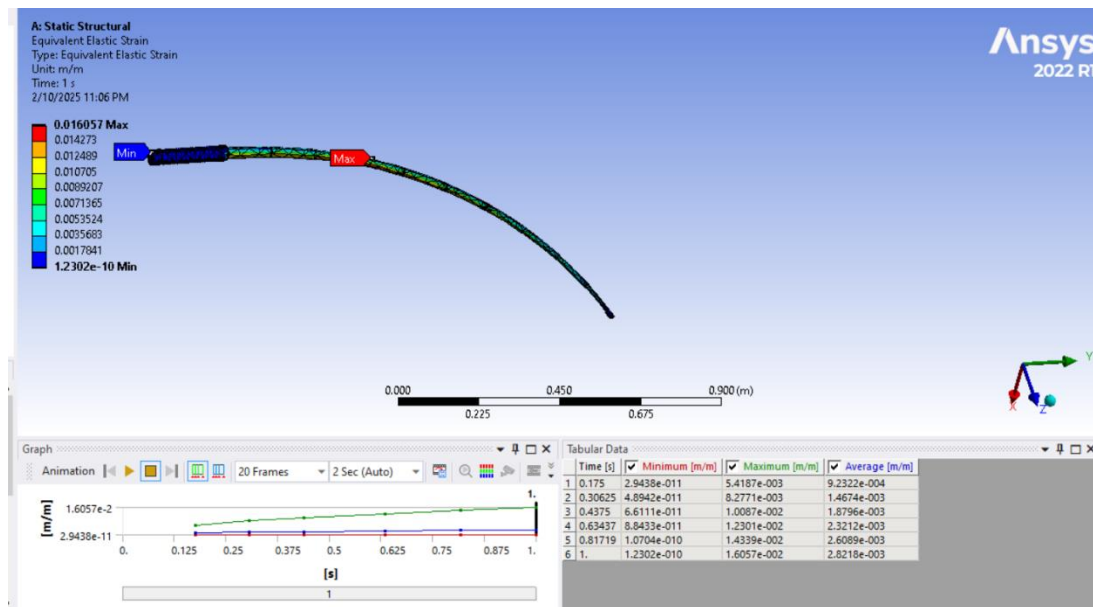 A: Static Structural
Equivalent Elastic Strain
Type: Equivalent Elastic Strain
Unit: m/m
Time: 1 s
2/10/2025 11:06 PM
Ansys
2022 R1
0.016057 Max
0.014273
0.012489
0.010705
0.0089207
0.0071365
0.0053524
0.0035683
0.0017841
1.2302e-10 Min
Min
Max
0.000
0.450
0.900 (m)
0.225
0.675
Y
X
Z
Graph
Animation
20 Frames
2 Sec (Auto)
1.
1.6057e-2
2.9438e-11
[m/m]
0. 0.125 0.25 0.375 0.5 0.625 0.75 0.875 1.
[s]
1
Tabular Data
Time [s] Minimum [m/m] Maximum [m/m] Average [m/m]
1 0.175 2.9438e-011 5.4187e-003 9.2322e-004
2 0.30625 4.8942e-011 8.2771e-003 1.4674e-003
3 0.4375 6.6111e-011 1.0087e-002 1.8796e-003
4 0.63437 8.8433e-011 1.2301e-002 2.3212e-003
5 0.81719 1.0704e-010 1.4339e-002 2.6089e-003
6 1. 1.2302e-010 1.6057e-002 2.8218e-003